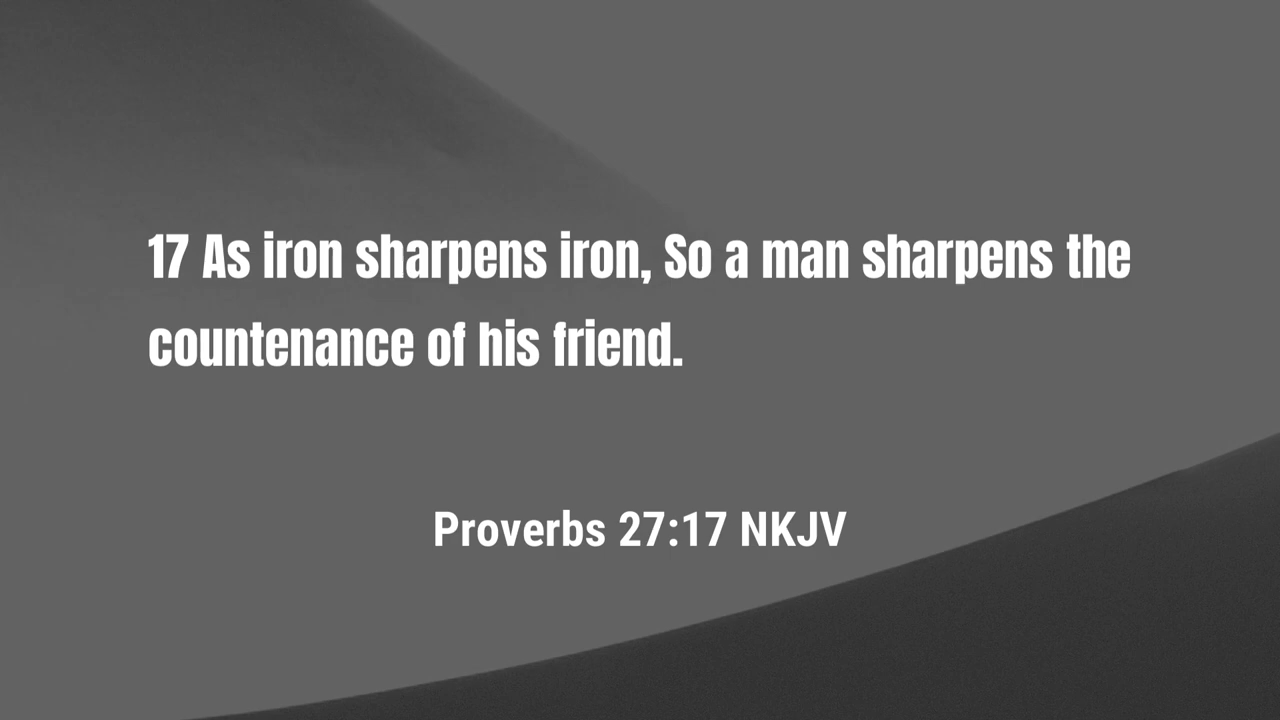 17 As iron sharpens iron, So a man sharpens the
countenance of his friend.
Proverbs 27:17 NKJV